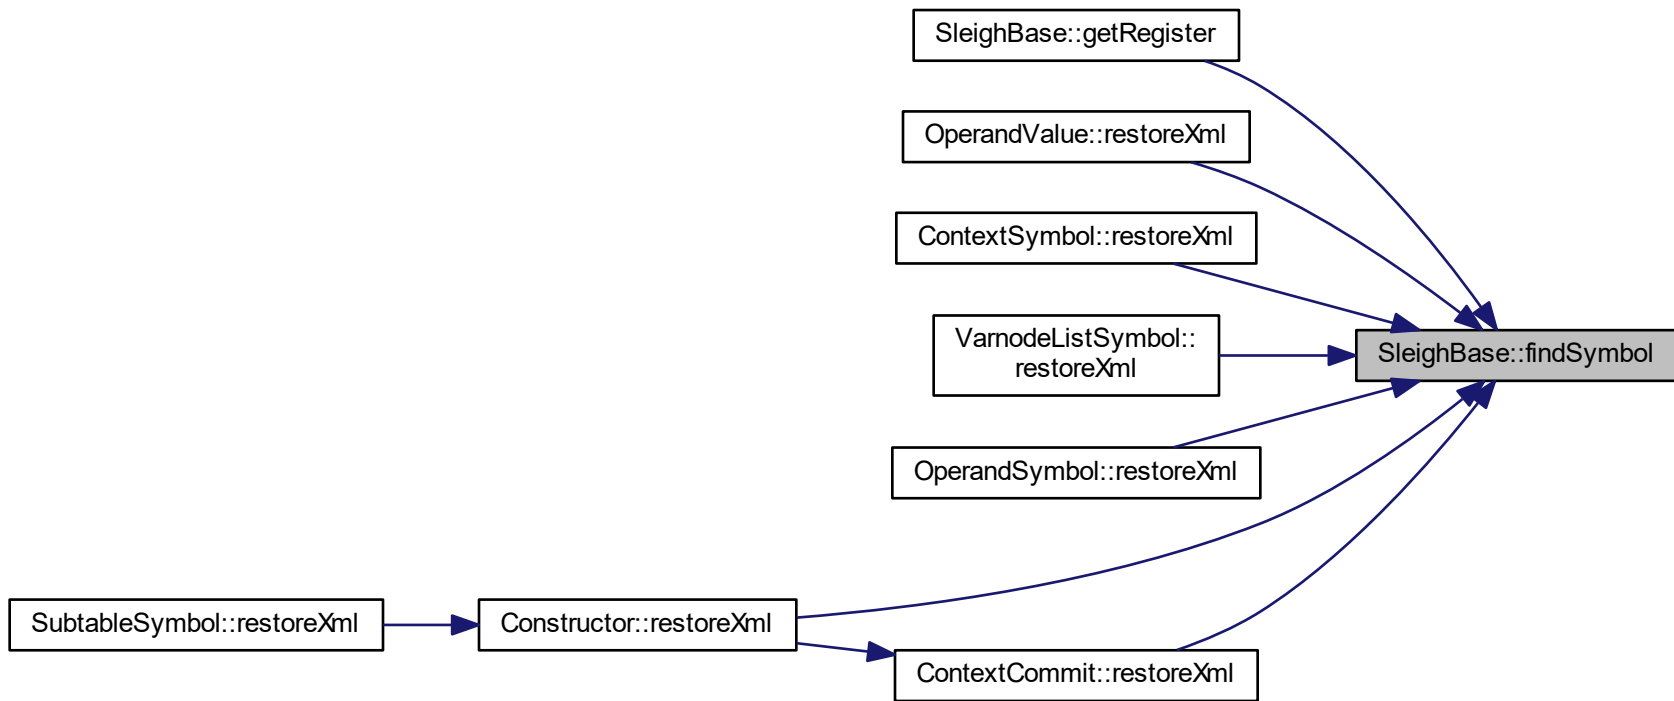 SleighBase::getRegister
OperandValue::restoreXml
ContextSymbol::restoreXml
VarnodeListSymbol::
restoreXml
SleighBase::findSymbol
OperandSymbol::restoreXml
SubtableSymbol::restoreXml
Constructor::restoreXml
ContextCommit::restoreXml